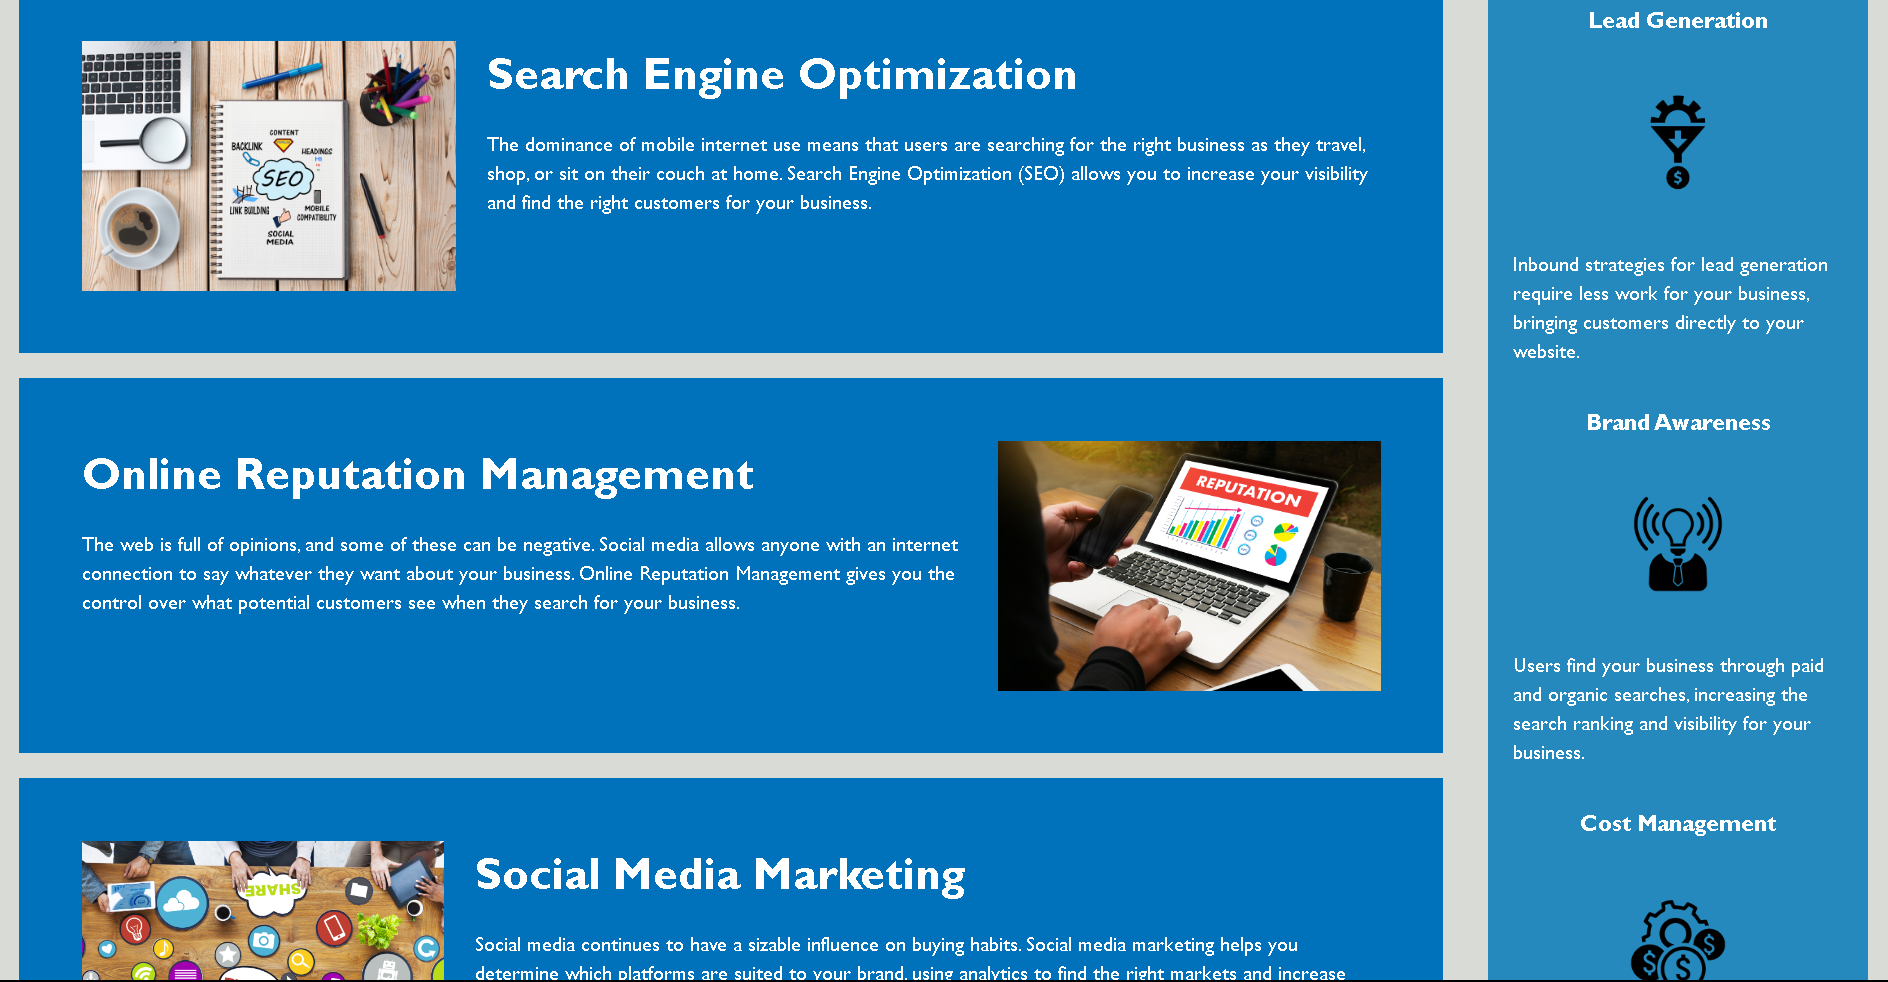 Search Engine Optimization
The dominance of mobile internet use means that users are searching for the right business as they travel,
shop, or sit on their couch at home. Search Engine Optimization (SEO) allows you to increase your visibility
and find the right customers for your business.
CONTENT
BACKLINK
HEADINGS
SEO
LINK BUILDING
MOBILE
COMPATIBILITY
SOCIAL
MEDIA
Online Reputation Management
The web is full of opinions, and some of these can be negative. Social media allows anyone with an internet
connection to say whatever they want about your business. Online Reputation Management gives you the
control over what potential customers see when they search for your business.
REPUTATION
Social Media Marketing
Social media continues to have a sizable influence on buying habits. Social media marketing helps you
determine which platforms are suited to your brand, using analytics to find the right markets and increase
SHARE
Lead Generation
$
Inbound strategies for lead generation
require less work for your business,
bringing customers directly to your
website.
Brand Awareness
Users find your business through paid
and organic searches, increasing the
search ranking and visibility for your
business.
Cost Management
$
$
$